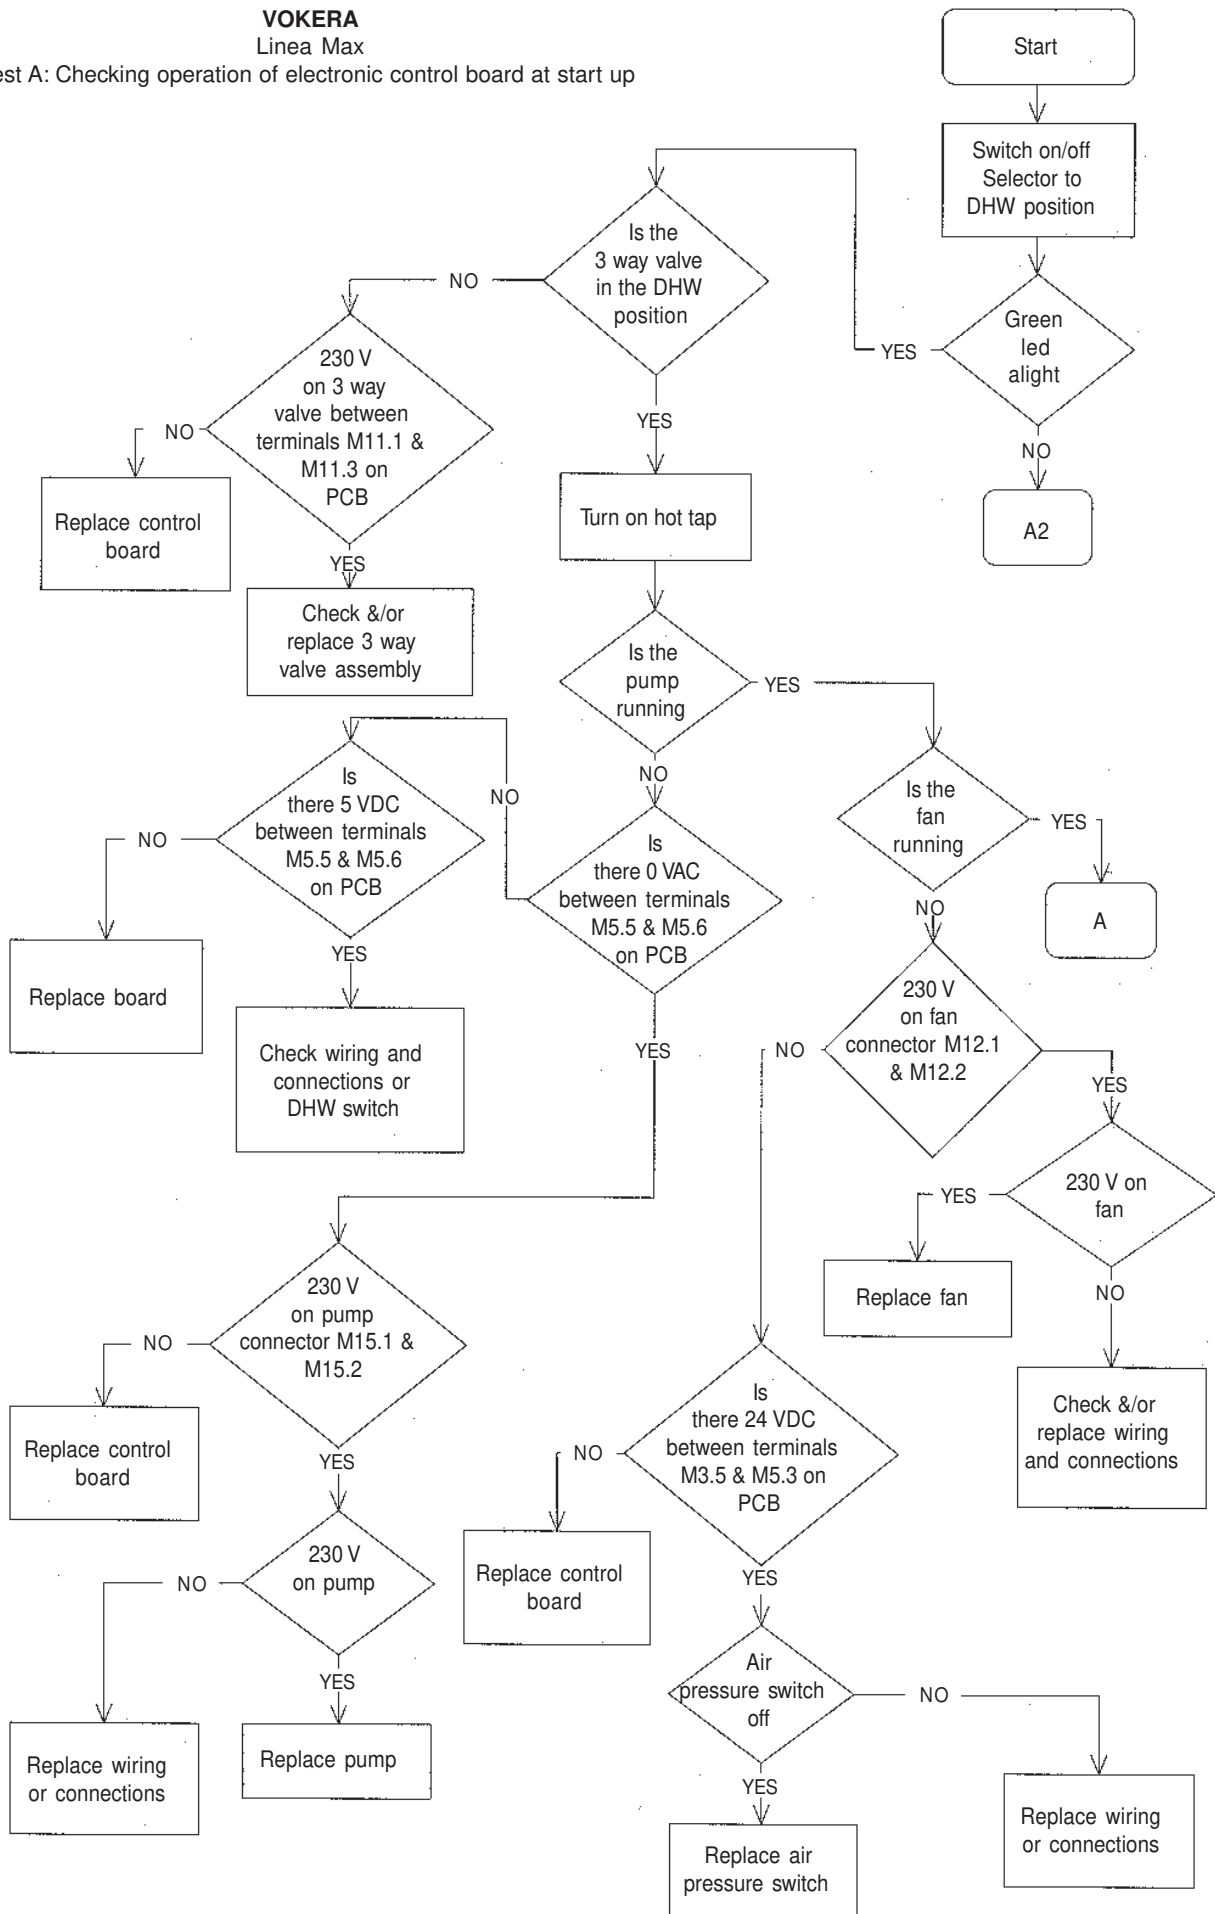 VOKERA
Linea Max
est A: Checking operation of electronic control board at start up
Start
Switch on/off
Selector to
DHW position
Green
led
alight
YES
NO
A2
Is the
3 way valve
in the DHW
position
NO
YES
230 V
on 3 way
valve between
terminals M11.1 &
M11.3 on
PCB
NO
Replace control
board
YES
Check &/or
replace 3 way
valve assembly
Turn on hot tap
Is the
pump
running
YES
NO
Is the
fan
running
YES
A
NO
Is
there 0 VAC
between terminals
M5.5 & M5.6
on PCB
NO
YES
Is
there 5 VDC
between terminals
M5.5 & M5.6
on PCB
NO
Replace board
YES
Check wiring and
connections or
DHW switch
230 V
on fan
connector M12.1
& M12.2
NO
YES
230 V on
fan
YES
Replace fan
NO
Check &/or
replace wiring
and connections
230 V
on pump
connector M15.1 &
M15.2
NO
Replace control
board
YES
230 V
on pump
NO
Replace wiring
or connections
YES
Replace pump
Is
there 24 VDC
between terminals
M3.5 & M5.3 on
PCB
NO
Replace control
board
YES
Air
pressure switch
off
NO
Replace wiring
or connections
YES
Replace air
pressure switch